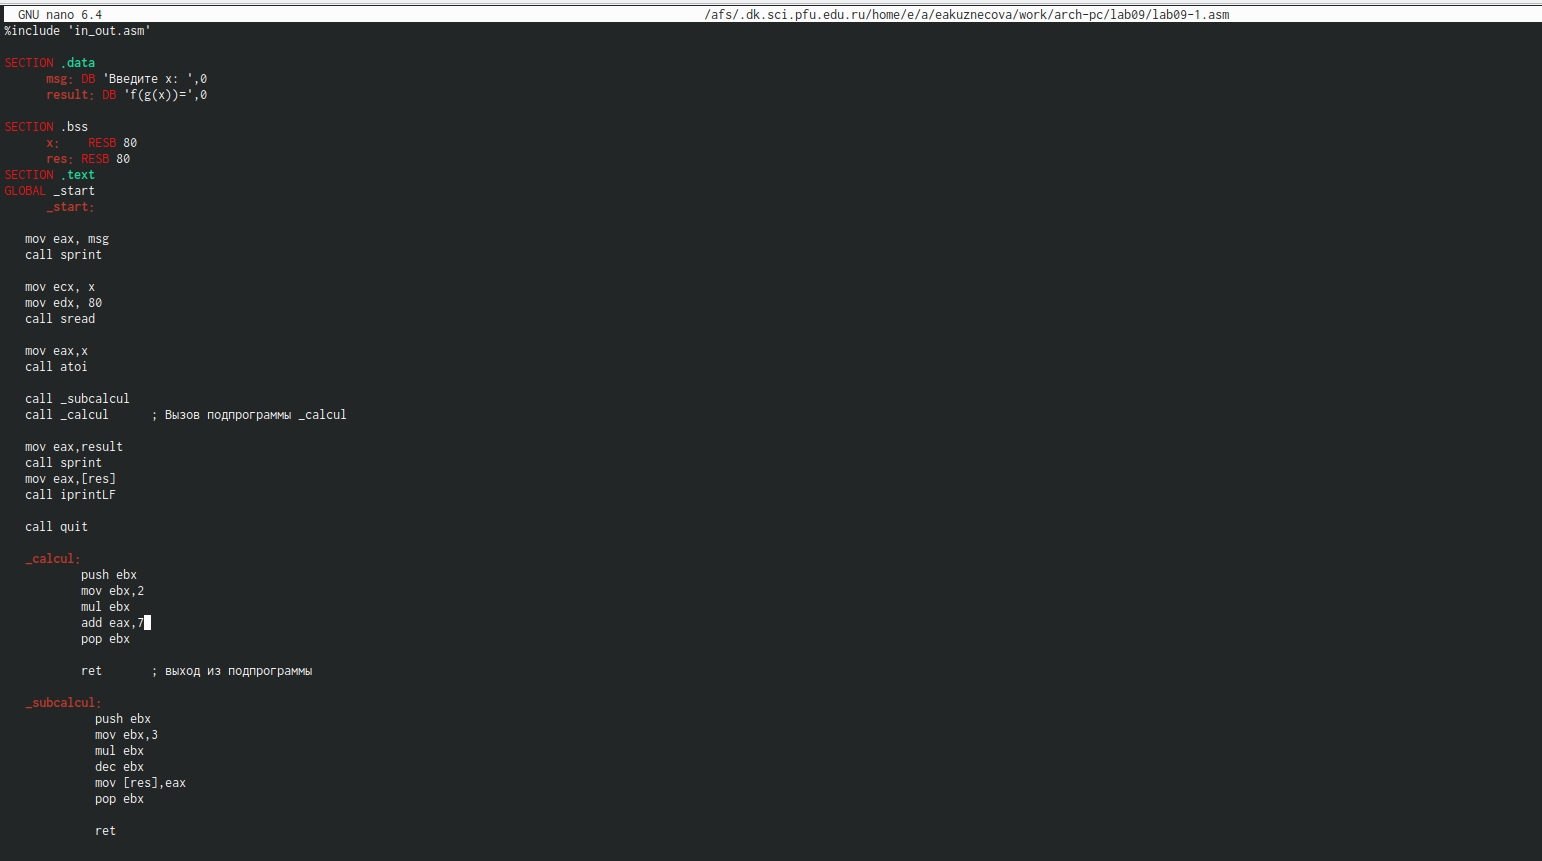 GNU nano 6.4 /afs/.dk.sci.pfu.edu.ru/home/e/a/eakuznecova/work/arch-pc/lab09/lab09-1.asm
%include 'in_out.asm'
SECTION .data
msg: DB 'Введите x: ',0
result: DB 'f(g(x))=',0
SECTION .bss
x: RESB 80
res: RESB 80
SECTION .text
GLOBAL _start
_start:
mov eax, msg
call sprint
mov ecx, x
mov edx, 80
call sread
mov eax,x
call atoi
call _subcalcul
call _calcul ; Вызов подпрограммы _calcul
mov eax,result
call sprint
mov eax,[res]
call iprintLF
call quit
_calcul:
push ebx
mov ebx,2
mul ebx
add eax,7
pop ebx
ret ; выход из подпрограммы
_subcalcul:
push ebx
mov ebx,3
mul ebx
dec ebx
mov [res],eax
pop ebx
ret